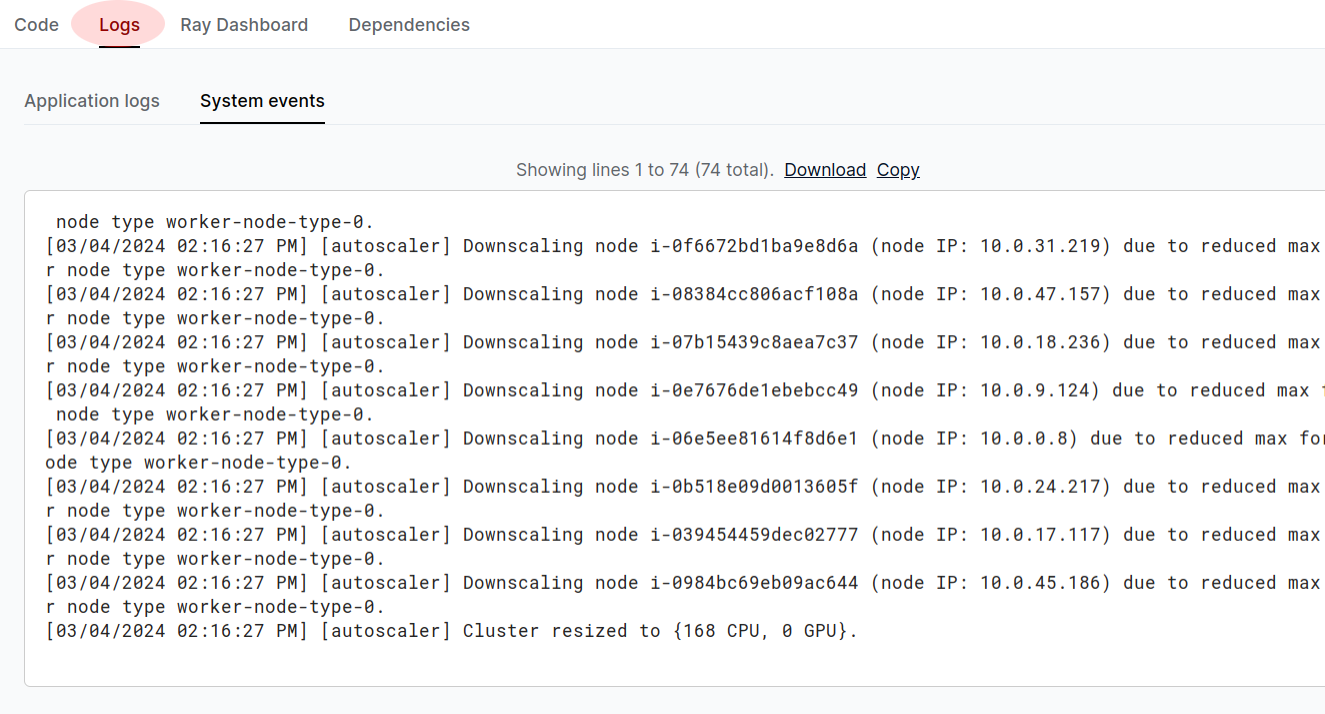 Code Logs Ray Dashboard Dependencies
Application logs System events
Showing lines 1 to 74 (74 total). Download Copy
node type worker-node-type-0.
[03/04/2024 02:16:27 PM] [autoscaler] Downscaling node i-0f6672bd1ba9e8d6a (node IP: 10.0.31.219) due to reduced max
r node type worker-node-type-0.
[03/04/2024 02:16:27 PM] [autoscaler] Downscaling node i-08384cc806acf108a (node IP: 10.0.47.157) due to reduced max
r node type worker-node-type-0.
[03/04/2024 02:16:27 PM] [autoscaler] Downscaling node i-07b15439c8aea7c37 (node IP: 10.0.18.236) due to reduced max
r node type worker-node-type-0.
[03/04/2024 02:16:27 PM] [autoscaler] Downscaling node i-0e7676de1ebebcc49 (node IP: 10.0.9.124) due to reduced max
node type worker-node-type-0.
[03/04/2024 02:16:27 PM] [autoscaler] Downscaling node i-06e5ee81614f8d6e1 (node IP: 10.0.0.8) due to reduced max for
ode type worker-node-type-0.
[03/04/2024 02:16:27 PM] [autoscaler] Downscaling node i-0b518e09d0013605f (node IP: 10.0.24.217) due to reduced max
r node type worker-node-type-0.
[03/04/2024 02:16:27 PM] [autoscaler] Downscaling node i-039454459dec02777 (node IP: 10.0.17.117) due to reduced max
r node type worker-node-type-0.
[03/04/2024 02:16:27 PM] [autoscaler] Downscaling node i-0984bc69eb09ac644 (node IP: 10.0.45.186) due to reduced max
r node type worker-node-type-0.
[03/04/2024 02:16:27 PM] [autoscaler] Cluster resized to {168 CPU, 0 GPU}.